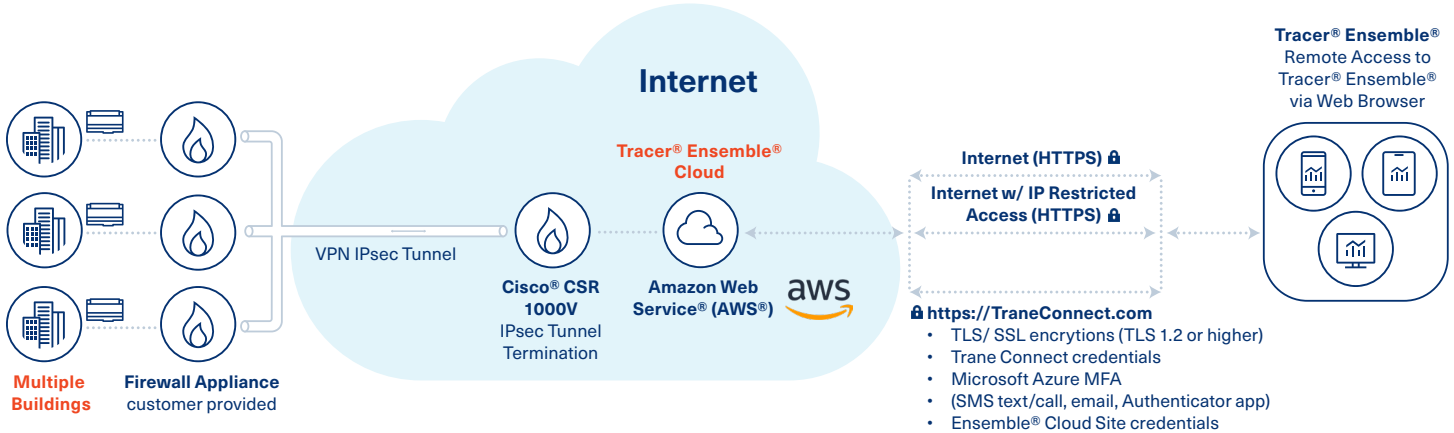 Internet
Tracer® Ensemble®
Remote Access to
Tracer® Ensemble®
via Web Browser
Tracer® Ensemble®
Cloud
Internet (HTTPS)
Internet w/ IP Restricted
Access (HTTPS)
VPN IPsec Tunnel
Cisco® CSR
1000V
IPsec Tunnel
Termination
Amazon Web
Service® (AWS®)
aws
https://TraneConnect.com
• TLS/ SSL encrytions (TLS 1.2 or higher)
• Trane Connect credentials
• Microsoft Azure MFA
• (SMS text/call, email, Authenticator app)
• Ensemble® Cloud Site credentials
Multiple
Buildings
Firewall Appliance
customer provided